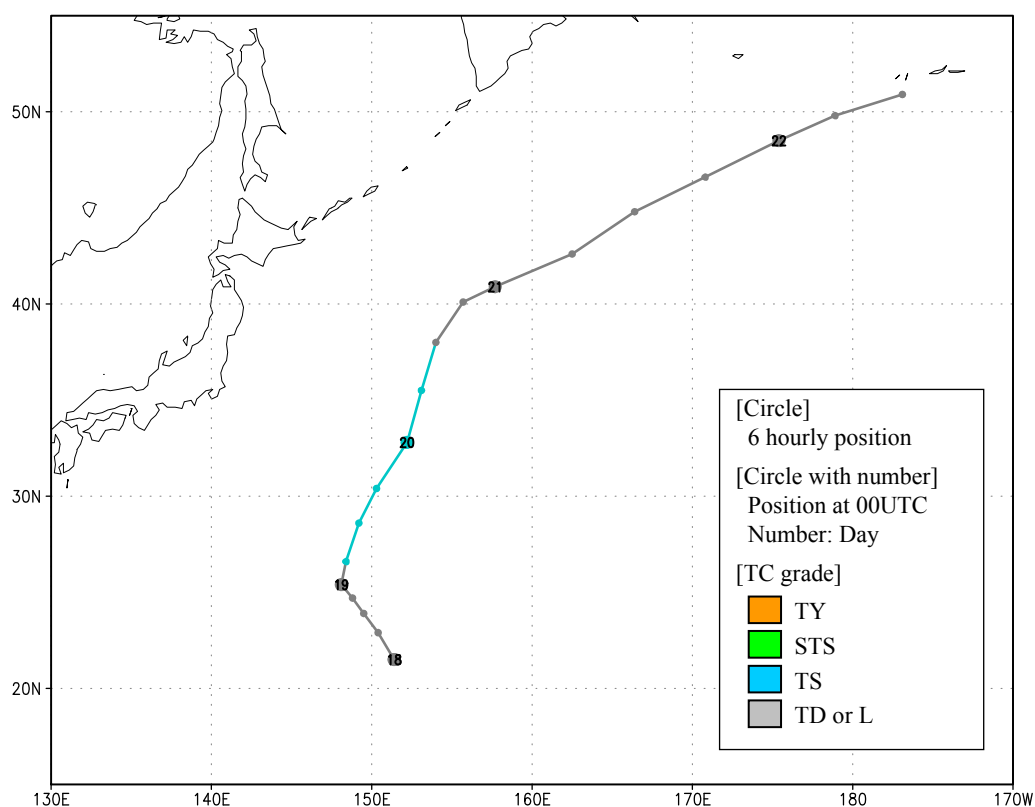 50N
22
21
40N
[Circle]
6 hourly position
20
[Circle with number]
30N
Position at 00UTC
Number: Day
[TC grade]
19
TY
STS
18
TS
20N
TD or L
130E 140E 150E 160E 170E 180 170W